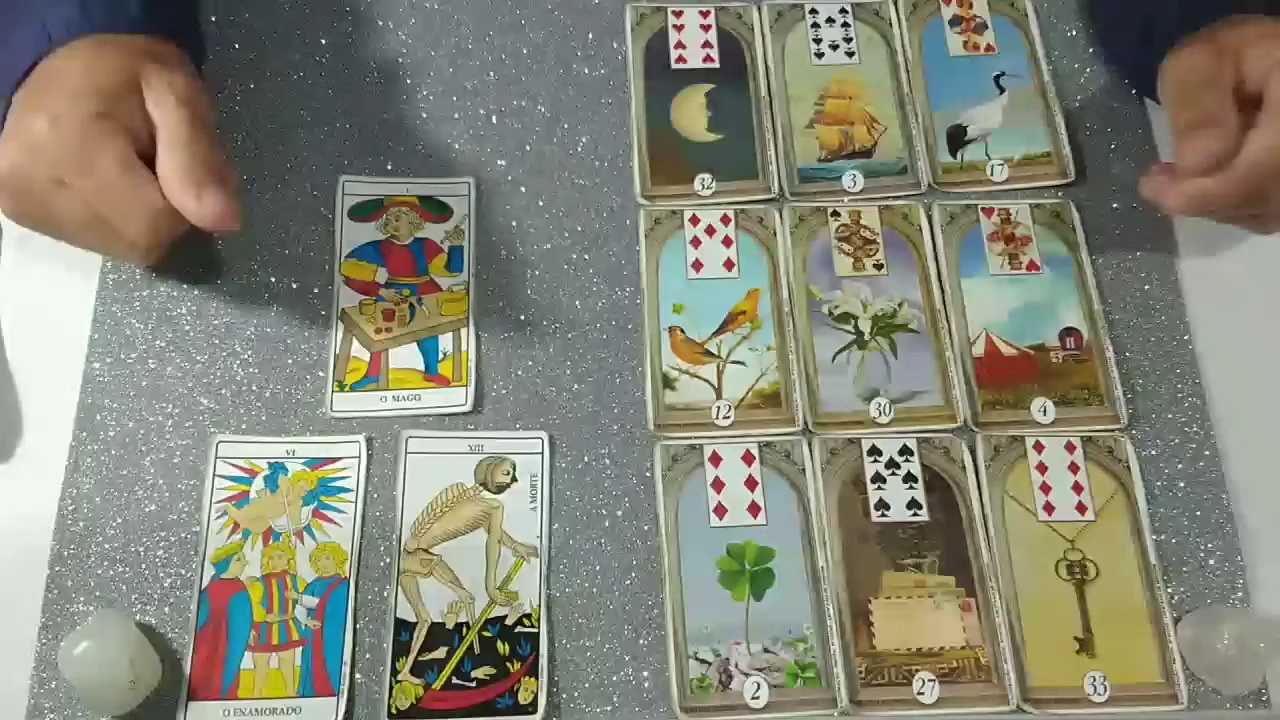 I
O MAGO
VI
O ENAMORADO
XIII
A MORTE
32
3
17
12
30
4
2
27
33